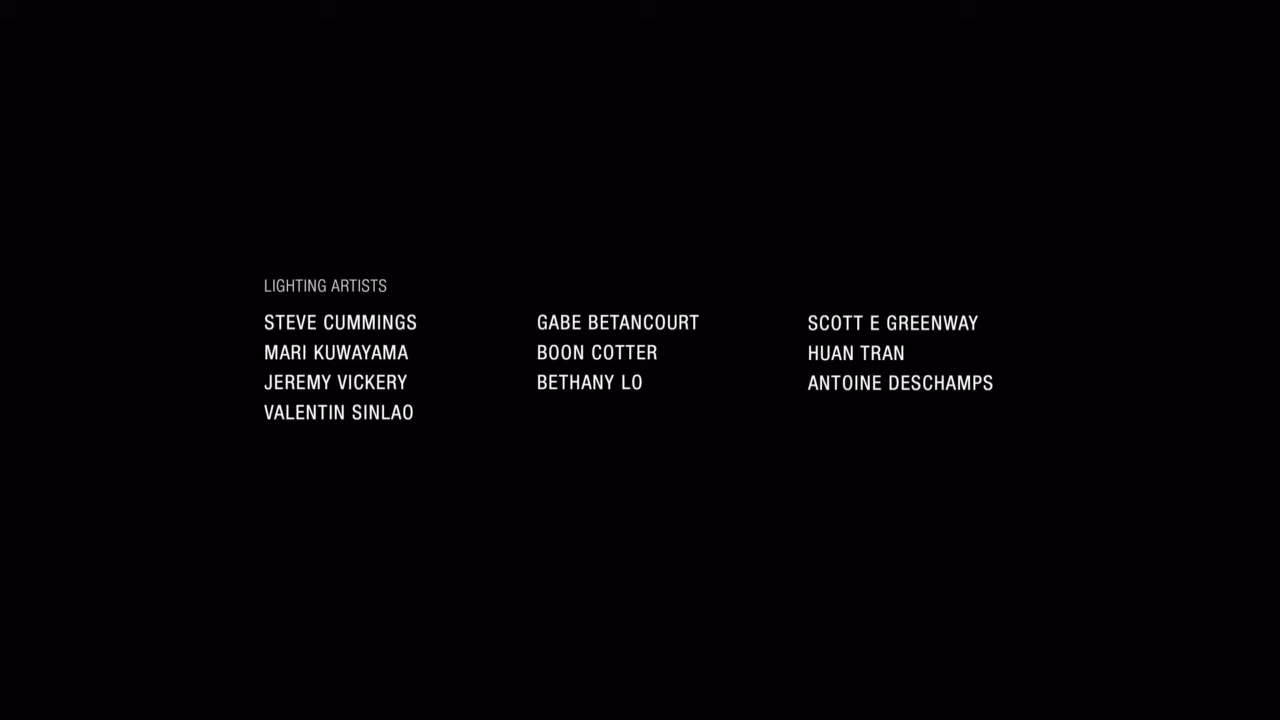 LIGHTING ARTISTS
STEVE CUMMINGS GABE BETANCOURT SCOTT E GREENWAY
MARI KUWAYAMA BOON COTTER HUAN TRAN
JEREMY VICKERY BETHANY LO ANTOINE DESCHAMPS
VALENTIN SINLAO